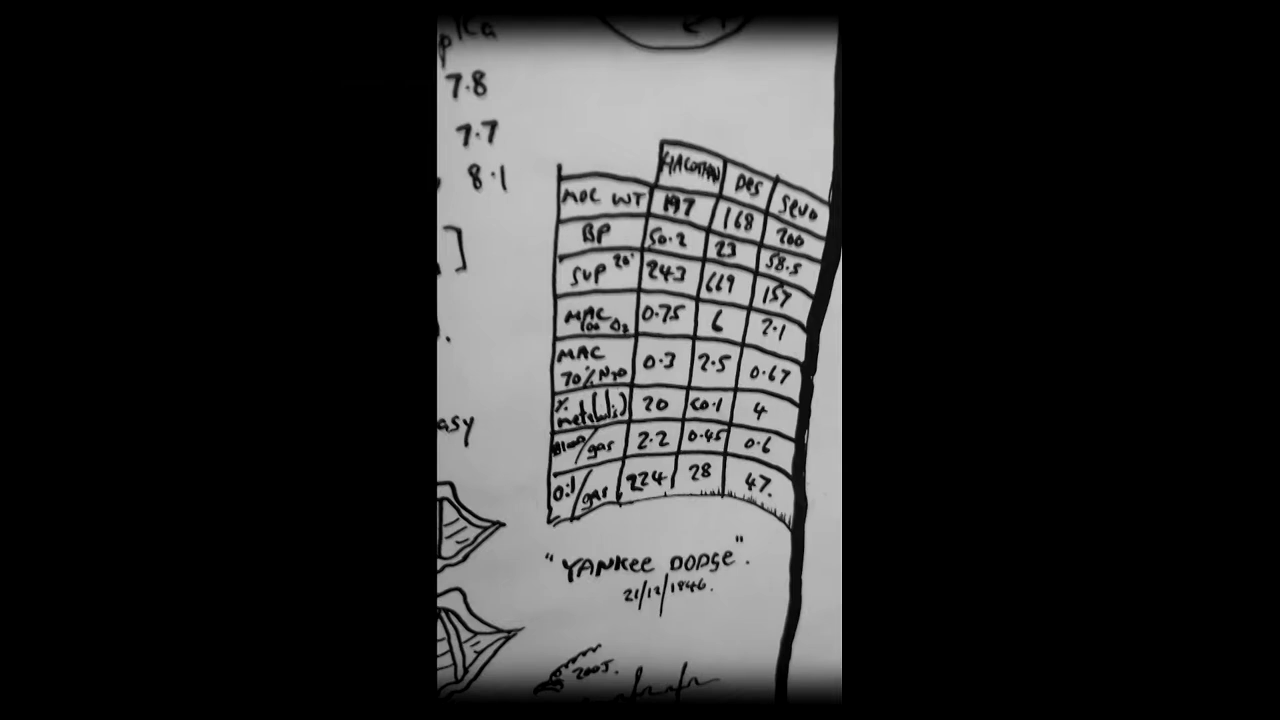 pKa
7.8
7.7
8.1
]
asy
HALOTHAN DES SEVO
MOL WT 197 168 200
BP 50.2 23 58.5
SVP 20° 243 669 157
MAC 100 O2 0.75 6 2.1
MAC 70% N2O 0.3 2.5 0.67
% metabolis) 20 <0.1 4
Blood/gas 2.2 0.45 0.6
Oil/gas 224 28 47.
"YANKEE DODGE".
21/12/1846.
200J.